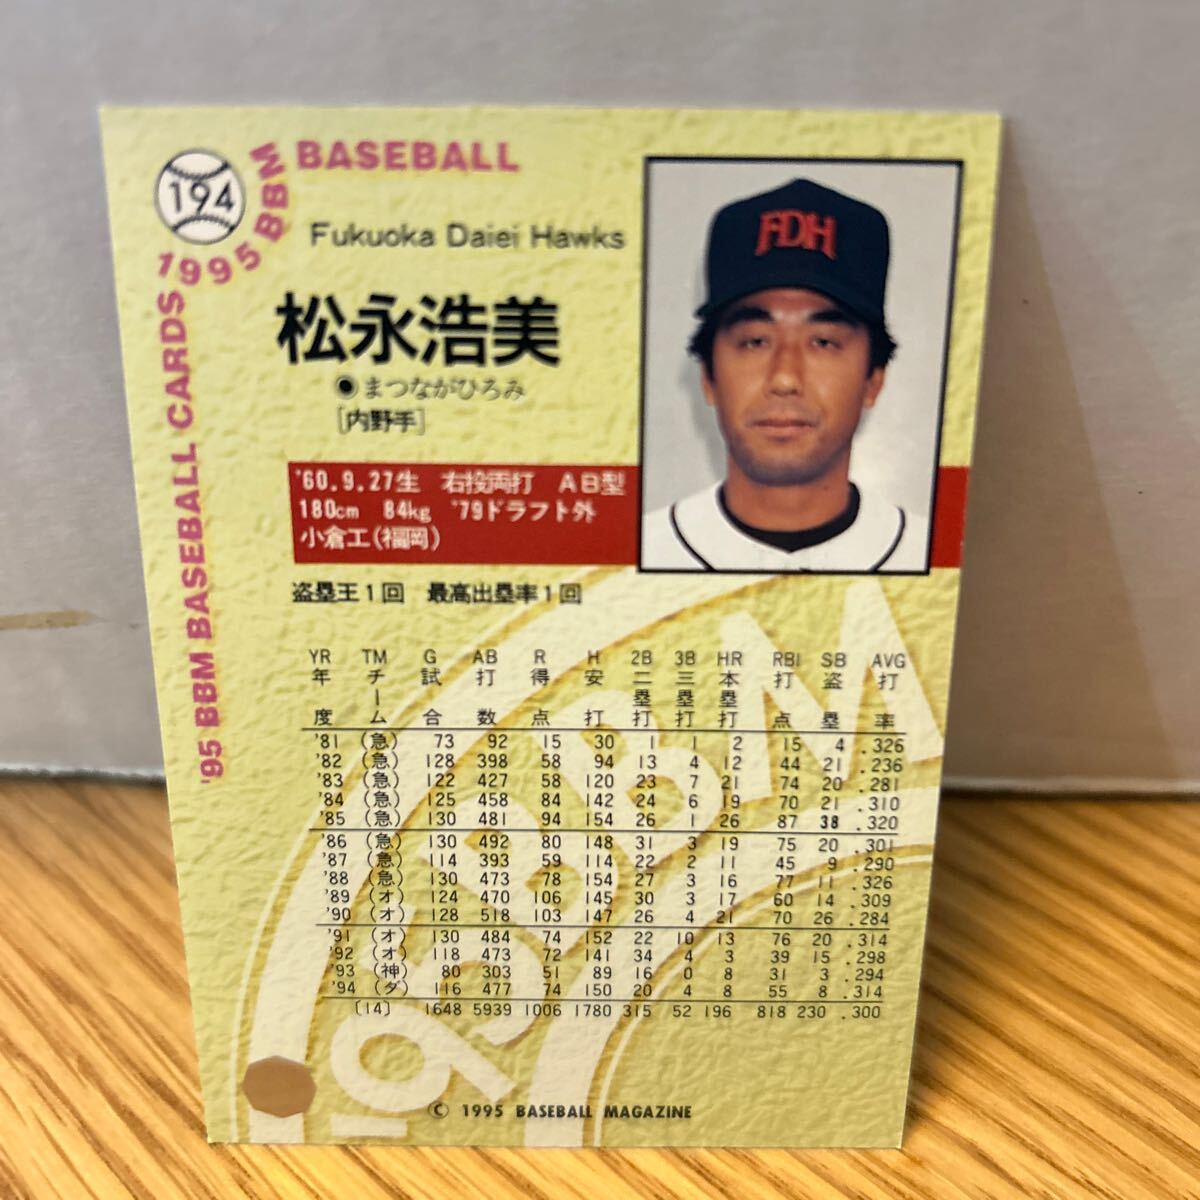 194
1995 BBM BASEBALL
'95 BBM BASEBALL CARDS
FDH
Fukuoka Daiei Hawks
松永浩美
●まつながひろみ
[内野手]
'60.9.27生 右投両打 AB型
180cm 84kg '79ドラフト外
小倉工(福岡)
盗塁王1回 最高出塁率1回
YR TM G AB R H 2B 3B HR RBI SB AVG
年度 チーム 試合 打数 得点 安打 二塁打 三塁打 本塁打 打点 盗塁 打率
'81 (急) 73 92 15 30 1 1 2 15 4 .326
'82 (急) 128 398 58 94 13 4 12 44 21 .236
'83 (急) 122 427 58 120 23 7 21 74 20 .281
'84 (急) 125 458 84 142 24 6 19 70 21 .310
'85 (急) 130 481 94 154 26 1 26 87 38 .320
'86 (急) 130 492 80 148 31 3 19 75 20 .301
'87 (急) 114 393 59 114 22 2 11 45 9 .290
'88 (急) 130 473 78 154 27 3 16 77 11 .326
'89 (オ) 124 470 106 145 30 3 17 60 14 .309
'90 (オ) 128 518 103 147 26 4 21 70 26 .284
'91 (オ) 130 484 74 152 22 10 13 76 20 .314
'92 (オ) 118 473 72 141 34 4 3 39 15 .298
'93 (神) 80 303 51 89 16 0 8 31 3 .294
'94 (ダ) 116 477 74 150 20 4 8 55 8 .314
[14] 1648 5939 1006 1780 315 52 196 818 230 .300
'95 BBM
© 1995 BASEBALL MAGAZINE